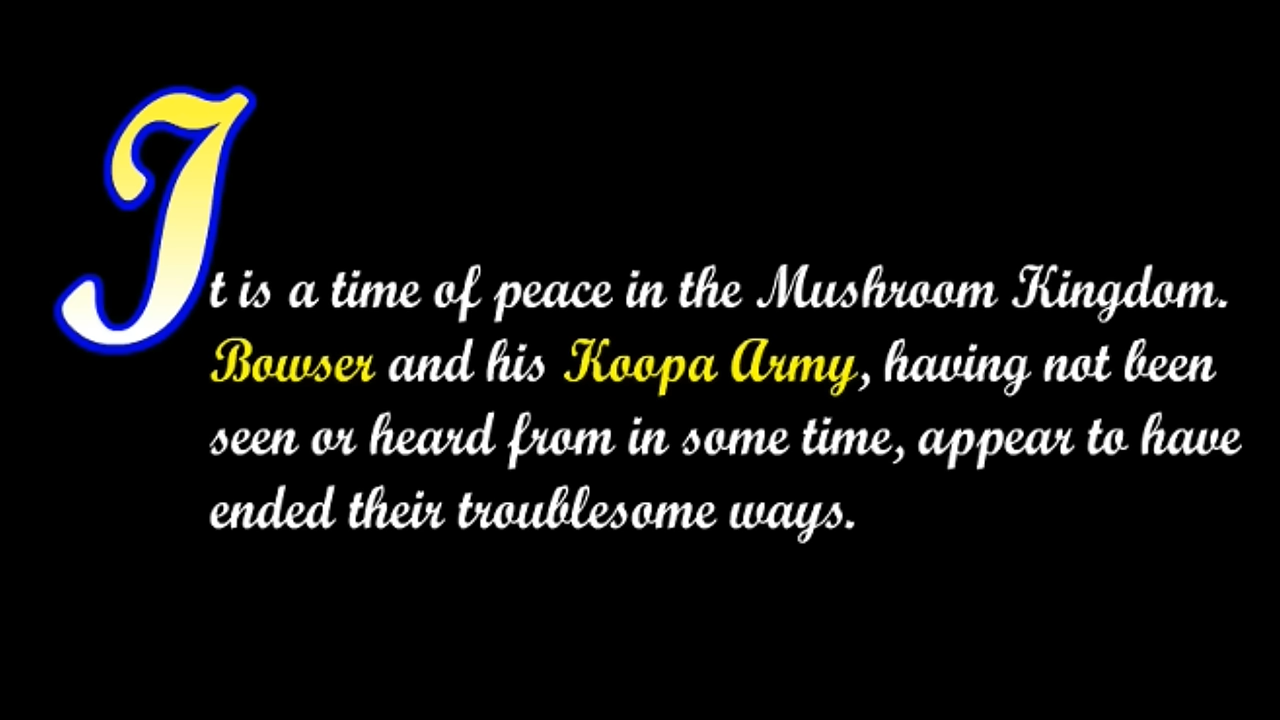 It is a time of peace in the Mushroom Kingdom.
Bowser and his Koopa Army, having not been
seen or heard from in some time, appear to have
ended their troublesome ways.